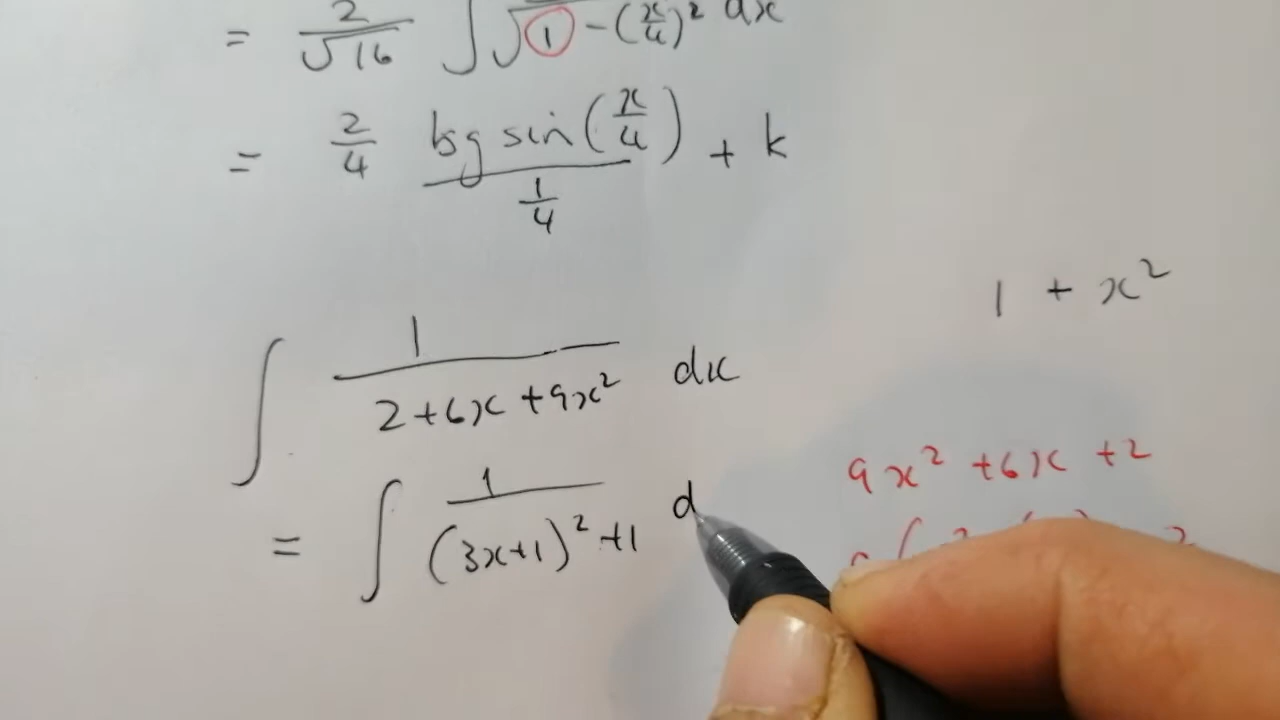 = 2/√16 ∫ √1 - (x/4)² dx
= 2/4 bg sin(x/4) / 1/4 + k
1 + x²
∫ 1/(2+6x+9x²) dx
9x² +6x +2
= ∫ 1/((3x+1)²+1) d